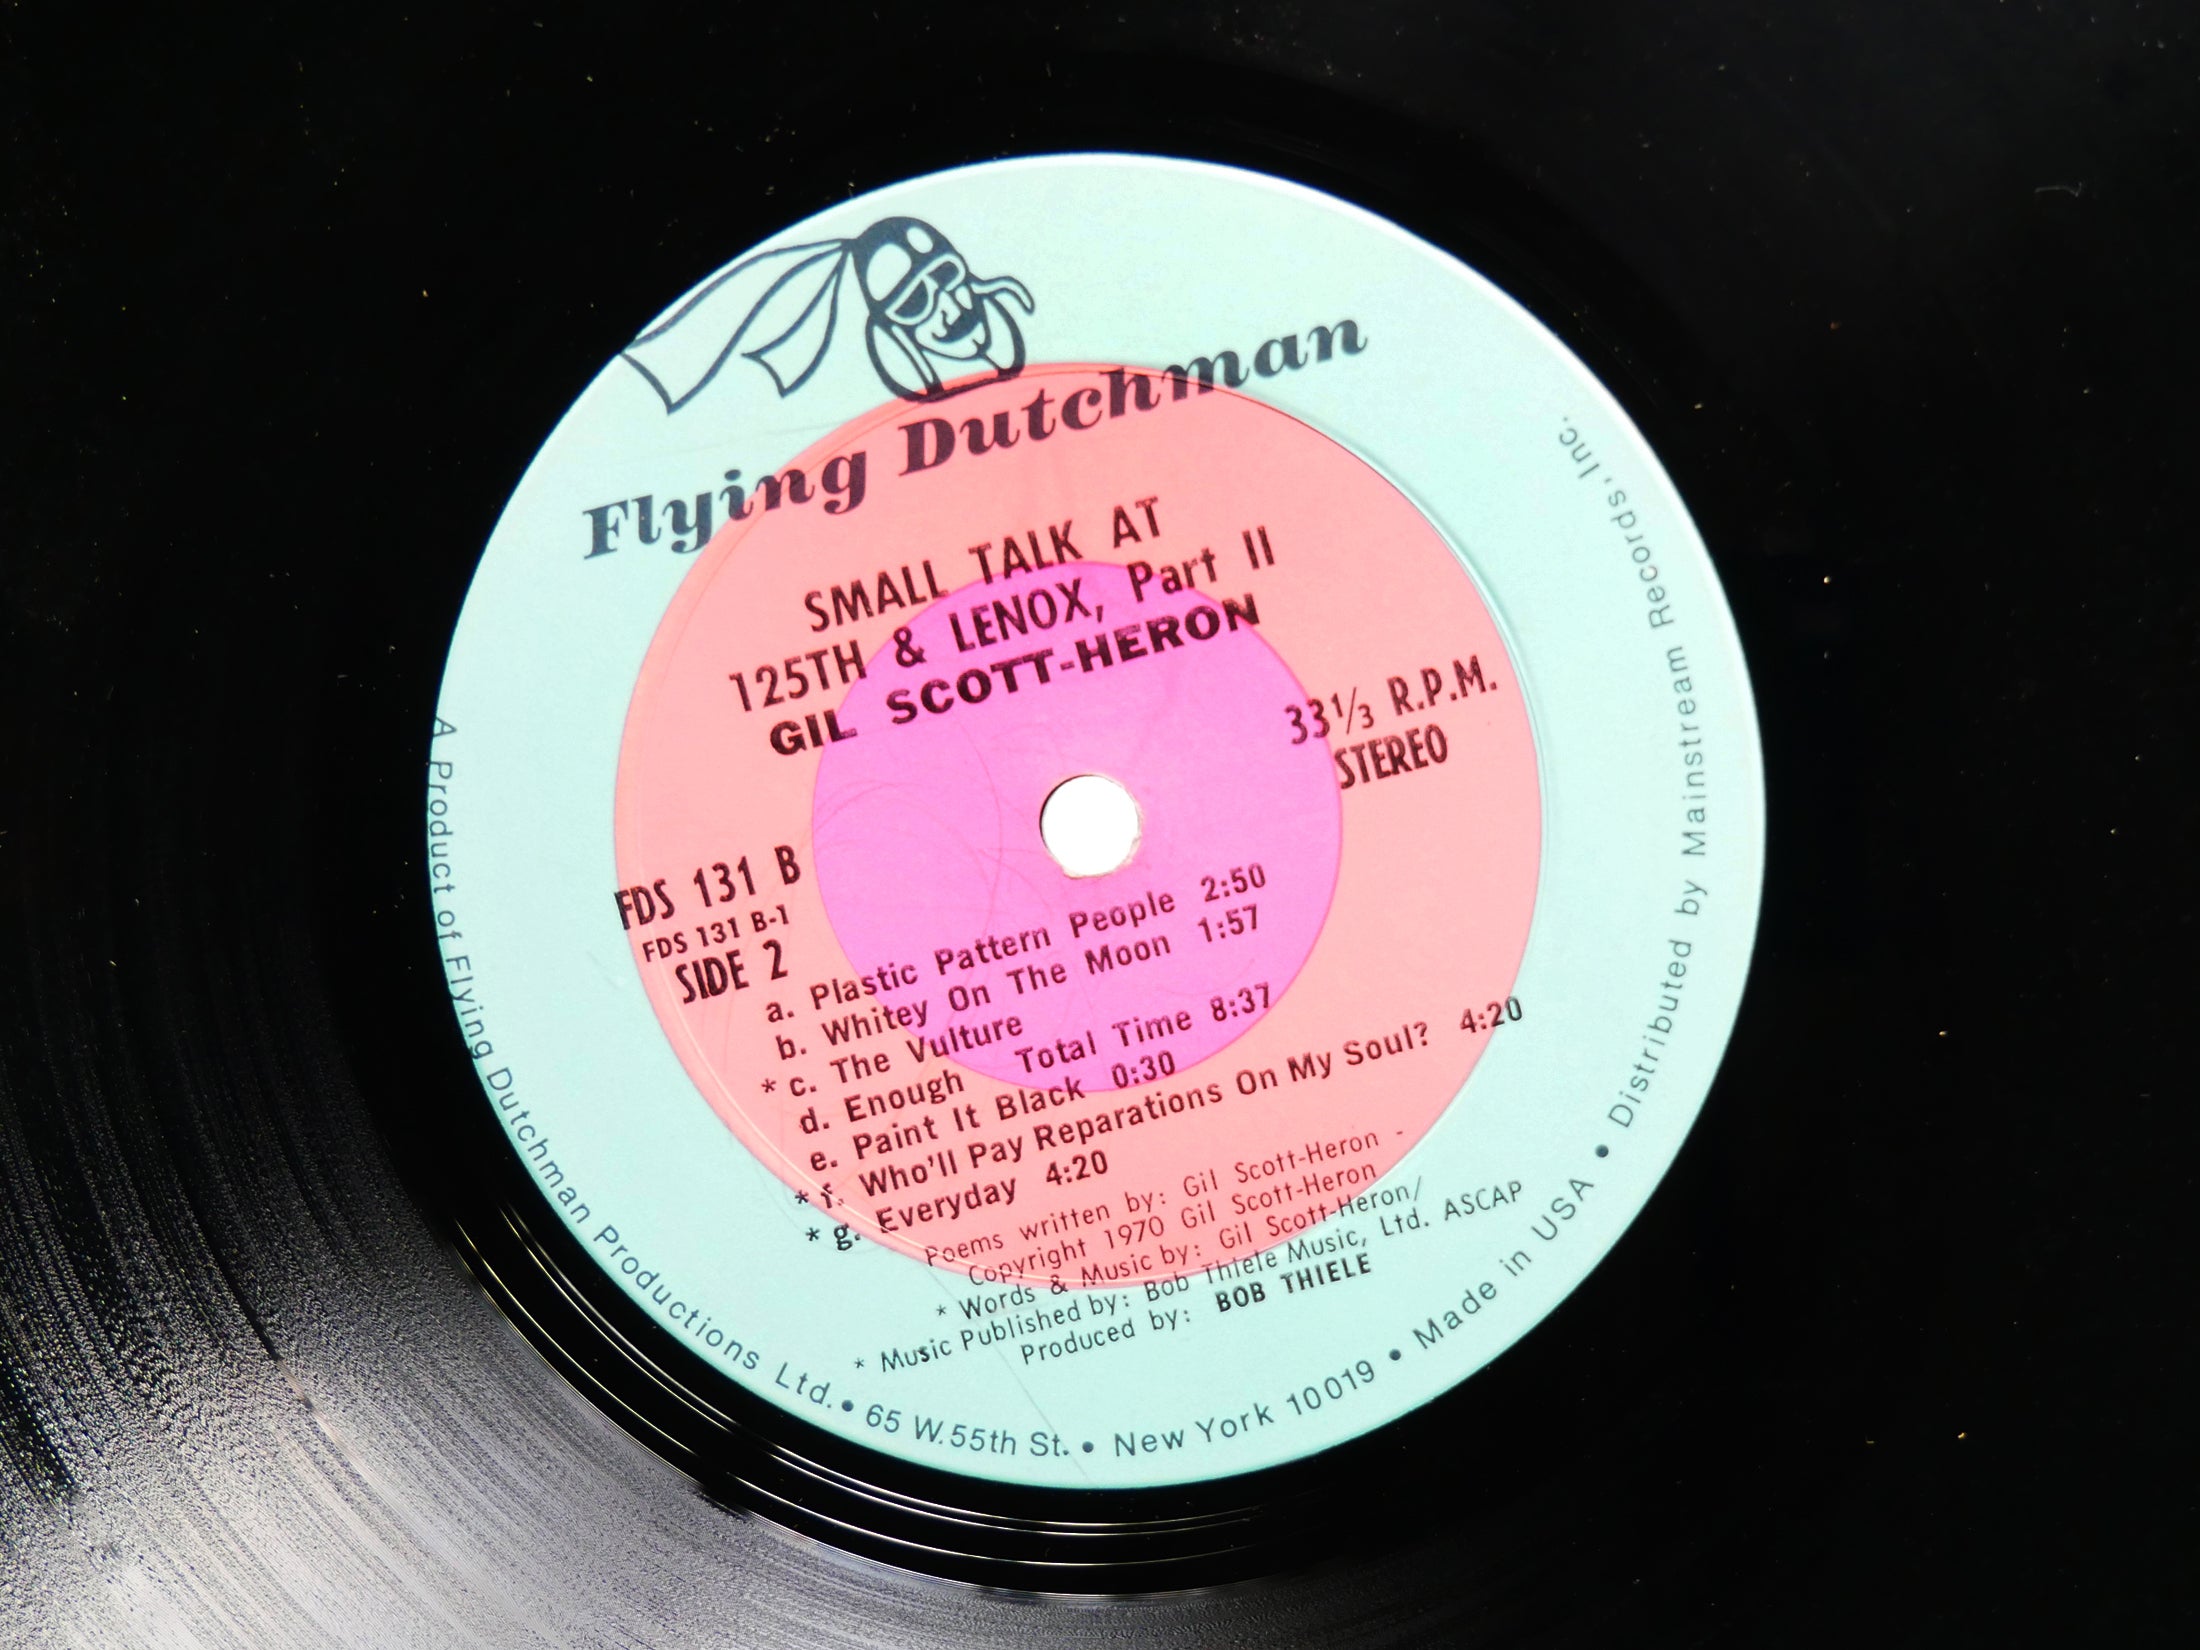 Flying Dutchman
SMALL TALK AT
125TH & LENOX, Part II
GIL SCOTT-HERON
33 1/3 R.P.M.
STEREO
FDS 131 B
FDS 131 B-1
SIDE 2
a. Plastic Pattern People 2:50
b. Whitey On The Moon 1:57
* c. The Vulture
d. Enough Total Time 8:37
e. Paint It Black 0:30
* f. Who'll Pay Reparations On My Soul? 4:20
* g. Everyday 4:20
Poems written by: Gil Scott-Heron -
Copyright 1970 Gil Scott-Heron
* Words & Music by: Gil Scott-Heron/
* Music Published by: Bob Thiele Music, Ltd. ASCAP
Produced by: BOB THIELE
A Product of Flying Dutchman Productions Ltd. • 65 W. 55th St. • New York 10019 • Made in USA • Distributed by Mainstream Records, Inc.